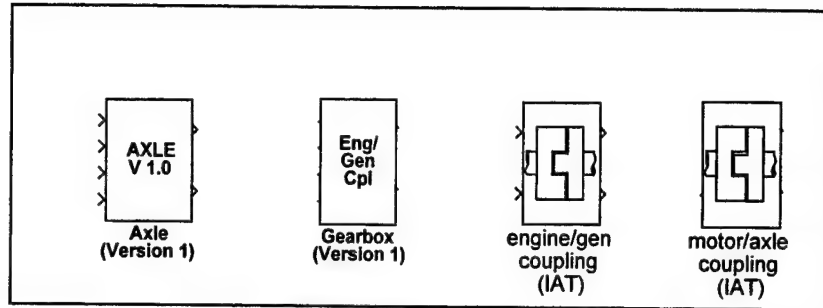 AXLE
V 1.0
Axle
(Version 1)
Eng/
Gen
Cpl
Gearbox
(Version 1)
engine/gen
coupling
(IAT)
motor/axle
coupling
(IAT)